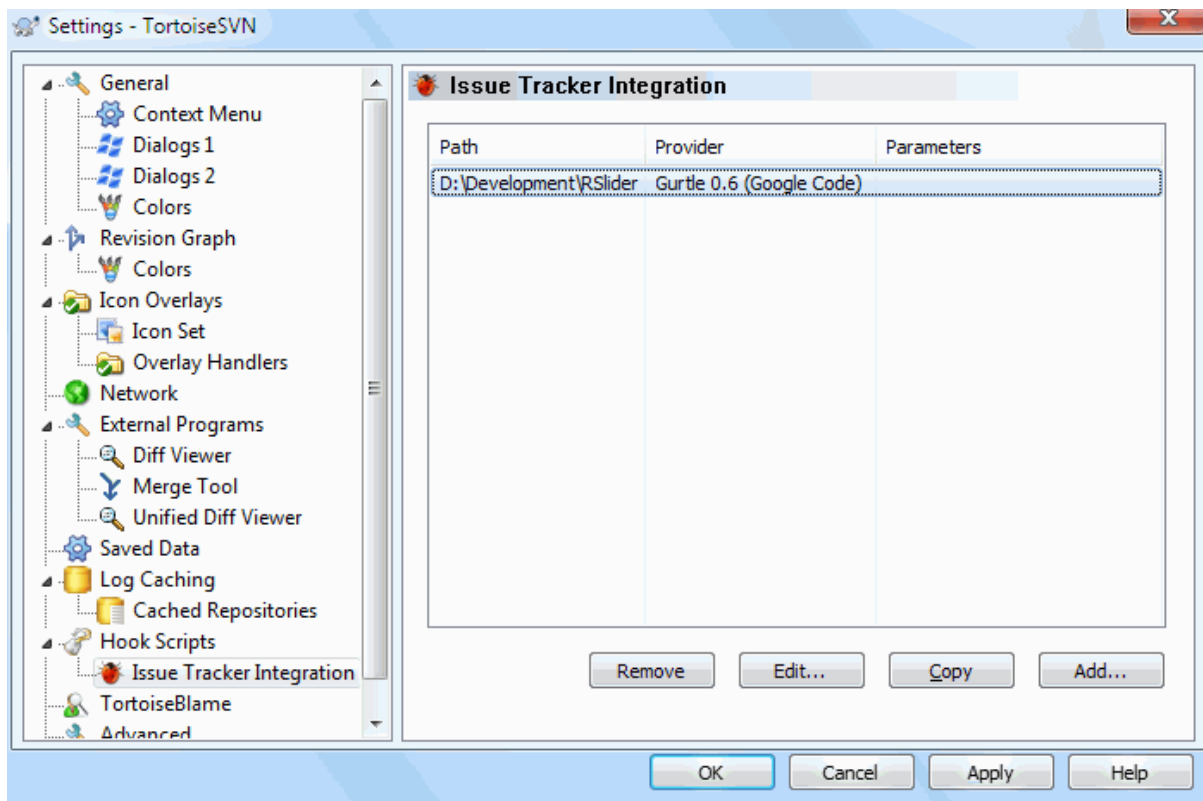 Settings - TortoiseSVN
General
Context Menu
Dialogs 1
Dialogs 2
Colors
Revision Graph
Colors
Icon Overlays
Icon Set
Overlay Handlers
Network
External Programs
Diff Viewer
Merge Tool
Unified Diff Viewer
Saved Data
Log Caching
Cached Repositories
Hook Scripts
Issue Tracker Integration
TortoiseBlame
Advanced
Issue Tracker Integration
Path Provider Parameters
D:\Development\RSlider Gurtle 0.6 (Google Code)
Remove Edit... Copy Add...
OK Cancel Apply Help